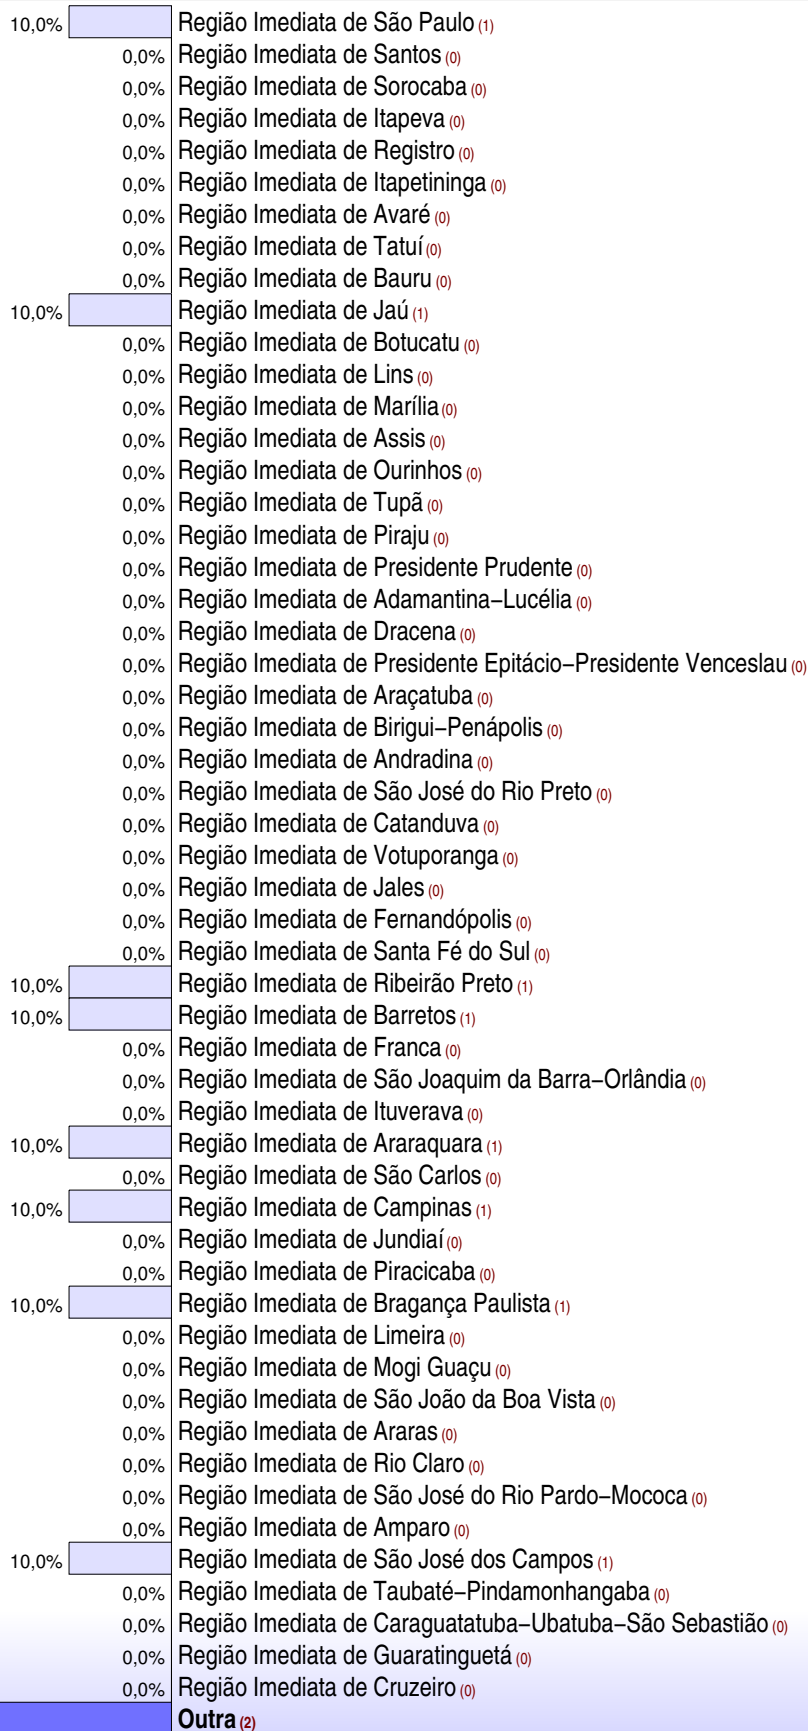 10,0% Região Imediata de São Paulo (1)
0,0% Região Imediata de Santos (0)
0,0% Região Imediata de Sorocaba (0)
0,0% Região Imediata de Itapeva (0)
0,0% Região Imediata de Registro (0)
0,0% Região Imediata de Itapetininga (0)
0,0% Região Imediata de Avaré (0)
0,0% Região Imediata de Tatuí (0)
0,0% Região Imediata de Bauru (0)
10,0% Região Imediata de Jaú (1)
0,0% Região Imediata de Botucatu (0)
0,0% Região Imediata de Lins (0)
0,0% Região Imediata de Marília (0)
0,0% Região Imediata de Assis (0)
0,0% Região Imediata de Ourinhos (0)
0,0% Região Imediata de Tupã (0)
0,0% Região Imediata de Piraju (0)
0,0% Região Imediata de Presidente Prudente (0)
0,0% Região Imediata de Adamantina−Lucélia (0)
0,0% Região Imediata de Dracena (0)
0,0% Região Imediata de Presidente Epitácio−Presidente Venceslau (0)
0,0% Região Imediata de Araçatuba (0)
0,0% Região Imediata de Birigui−Penápolis (0)
0,0% Região Imediata de Andradina (0)
0,0% Região Imediata de São José do Rio Preto (0)
0,0% Região Imediata de Catanduva (0)
0,0% Região Imediata de Votuporanga (0)
0,0% Região Imediata de Jales (0)
0,0% Região Imediata de Fernandópolis (0)
0,0% Região Imediata de Santa Fé do Sul (0)
10,0% Região Imediata de Ribeirão Preto (1)
10,0% Região Imediata de Barretos (1)
0,0% Região Imediata de Franca (0)
0,0% Região Imediata de São Joaquim da Barra−Orlândia (0)
0,0% Região Imediata de Ituverava (0)
10,0% Região Imediata de Araraquara (1)
0,0% Região Imediata de São Carlos (0)
10,0% Região Imediata de Campinas (1)
0,0% Região Imediata de Jundiaí (0)
0,0% Região Imediata de Piracicaba (0)
10,0% Região Imediata de Bragança Paulista (1)
0,0% Região Imediata de Limeira (0)
0,0% Região Imediata de Mogi Guaçu (0)
0,0% Região Imediata de São João da Boa Vista (0)
0,0% Região Imediata de Araras (0)
0,0% Região Imediata de Rio Claro (0)
0,0% Região Imediata de São José do Rio Pardo−Mococa (0)
0,0% Região Imediata de Amparo (0)
10,0% Região Imediata de São José dos Campos (1)
0,0% Região Imediata de Taubaté−Pindamonhangaba (0)
0,0% Região Imediata de Caraguatatuba−Ubatuba−São Sebastião (0)
0,0% Região Imediata de Guaratinguetá (0)
0,0% Região Imediata de Cruzeiro (0)
Outra (2)